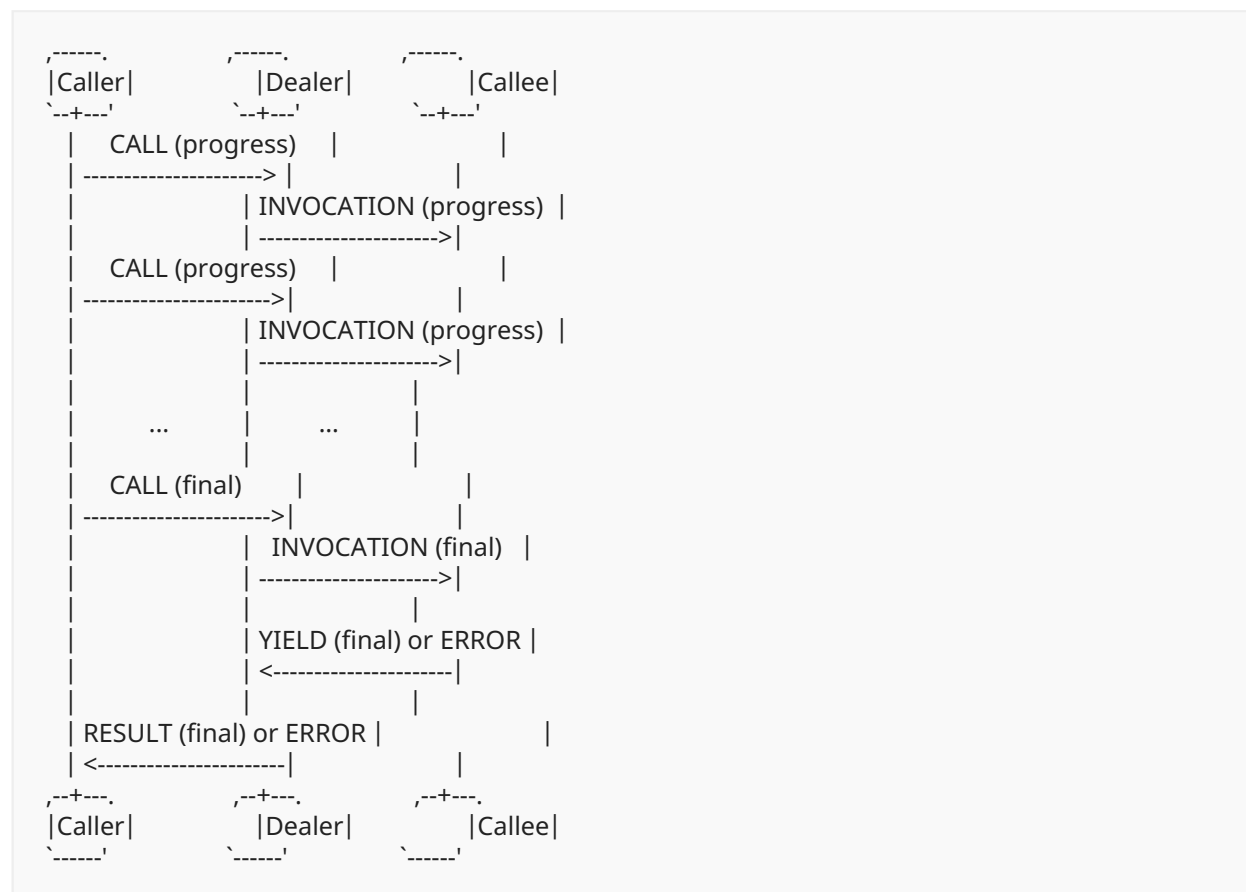 ,------.          ,------.          ,------.
|Caller|          |Dealer|          |Callee|
`--+---'          `--+---'          `--+---'
   | CALL (progress) | |
   | ----------------------> | |
   | | INVOCATION (progress) |
   | | ---------------------->|
   | CALL (progress) | |
   | ----------------------->| |
   | | INVOCATION (progress) |
   | | ---------------------->|
   | | |
   | ... | ... |
   | | |
   | CALL (final) | |
   | ----------------------->| |
   | | INVOCATION (final) |
   | | ---------------------->|
   | | |
   | | YIELD (final) or ERROR |
   | | <----------------------|
   | | |
   | RESULT (final) or ERROR | |
   | <-----------------------| |
,--+---.          ,--+---.          ,--+---.
|Caller|          |Dealer|          |Callee|
`------'          `------'          `------'